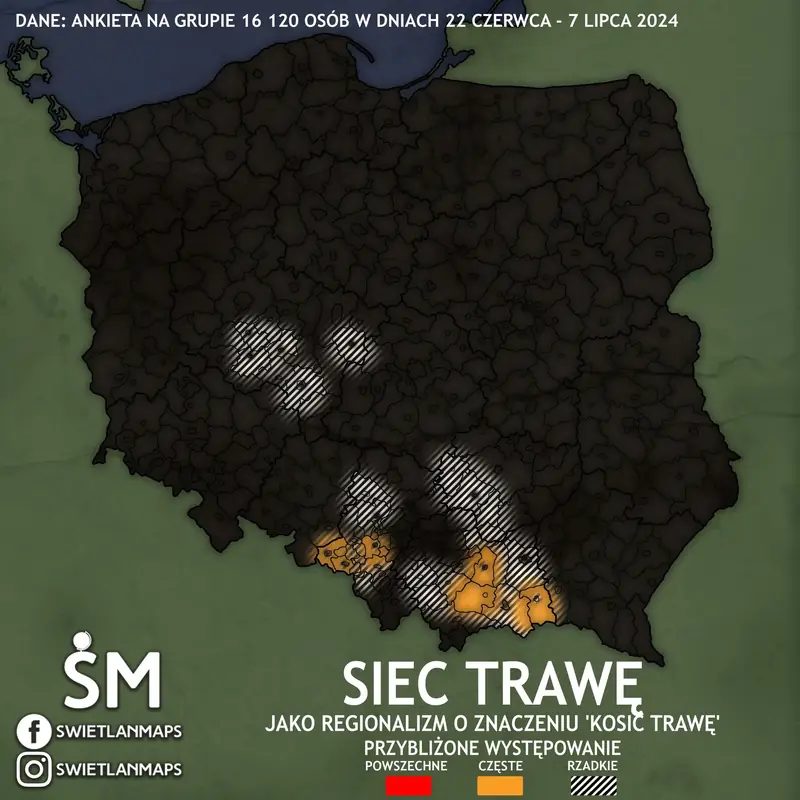 DANE: ANKIETA NA GRUPIE 16 120 OSÓB W DNIACH 22 CZERWCA - 7 LIPCA 2024
ŚM
SWIETLANMAPS
SWIETLANMAPS
SIEC TRAWĘ
JAKO REGIONALIZM O ZNACZENIU 'KOSIĆ TRAWĘ'
PRZYBLIŻONE WYSTĘPOWANIE
POWSZECHNE CZĘSTE RZADKIE